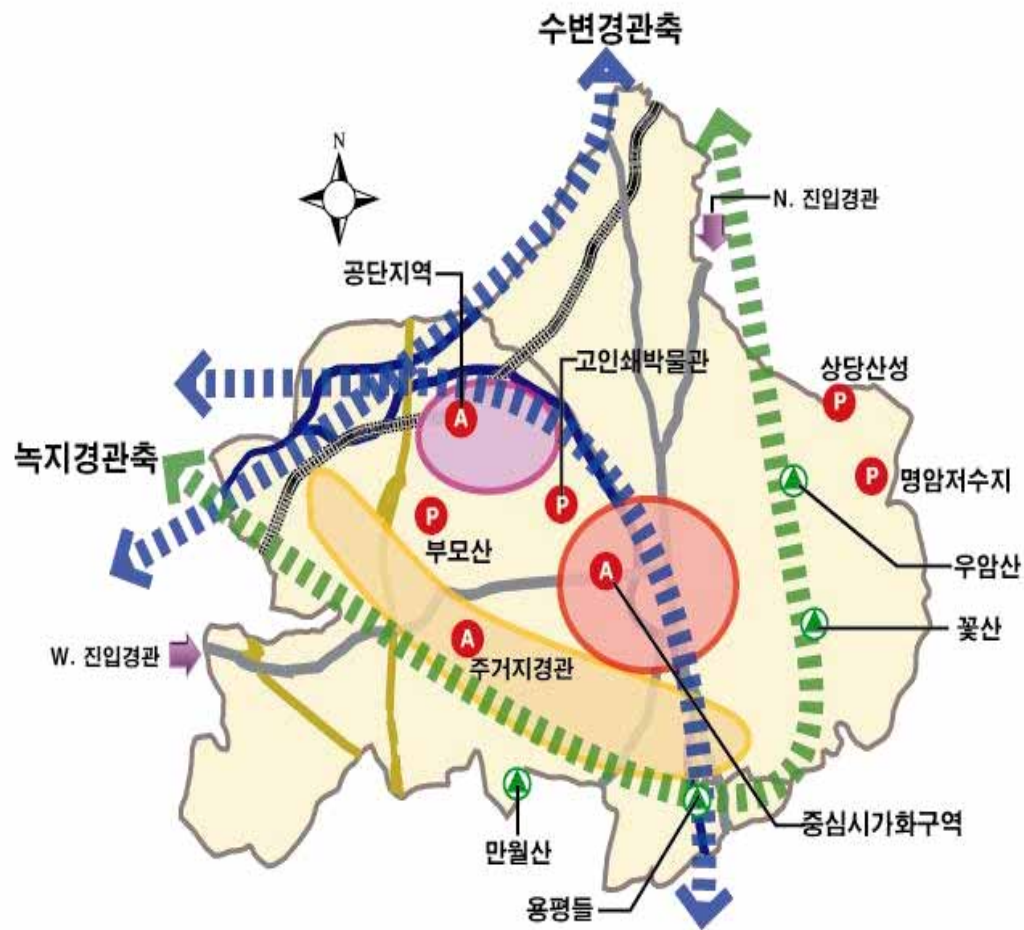 수변경관축
N
N. 진입경관
공단지역
고인쇄박물관
상당산성
A
P
녹지경관축
P
명암저수지
P
P
부모산
우암산
A
꽃산
W. 진입경관
A
주거지경관
중심시가화구역
만월산
용평들